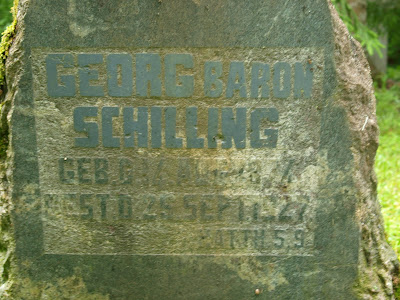 GEORG BARON
SCHILLING
GEB D
GEST D 25 SEPT
MATTH 5.9